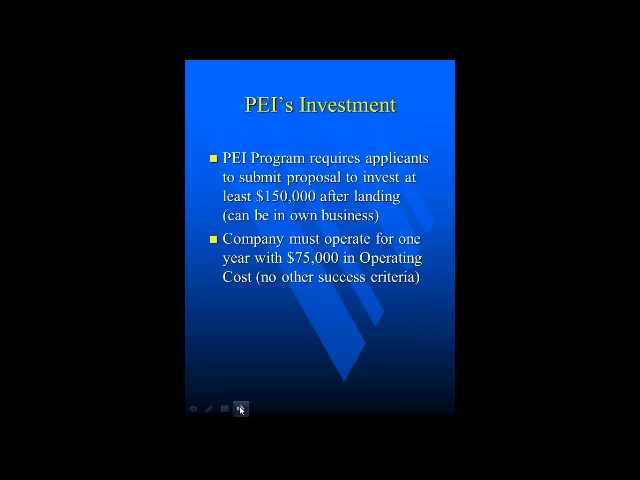 PEI's Investment
PEI Program requires applicants
to submit proposal to invest at
least $150,000 after landing
(can be in own business)
Company must operate for one
year with $75,000 in Operating
Cost (no other success criteria)